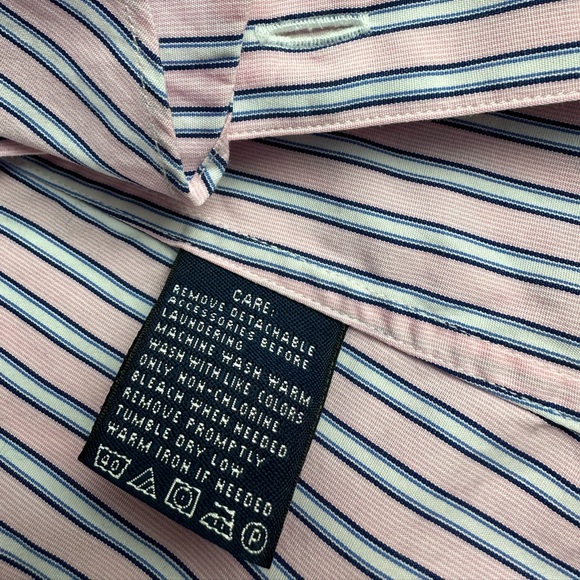 CARE:
REMOVE DETACHABLE
ACCESSORIES BEFORE
LAUNDERING
MACHINE WASH WARM
WASH WITH LIKE COLORS
ONLY NON-CHLORINE
BLEACH WHEN NEEDED
REMOVE PROMPTLY
TUMBLE DRY LOW
WARM IRON IF NEEDED
40 P